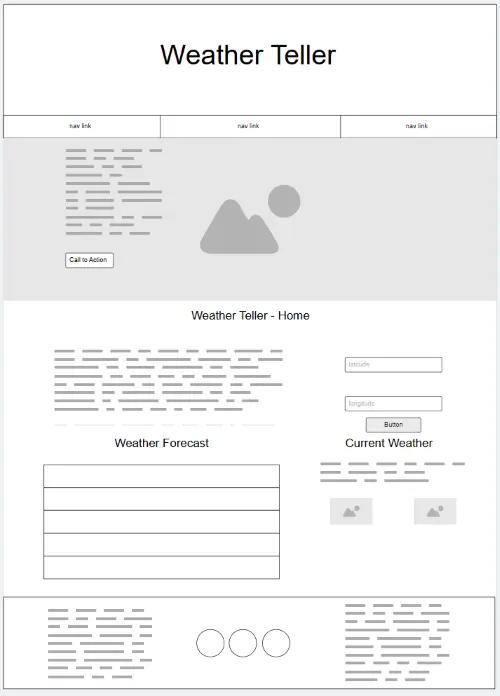 Weather Teller
nav link
nav link
nav link
Call to Action
Weather Teller - Home
latitude
longitude
Button
Weather Forecast
Current Weather